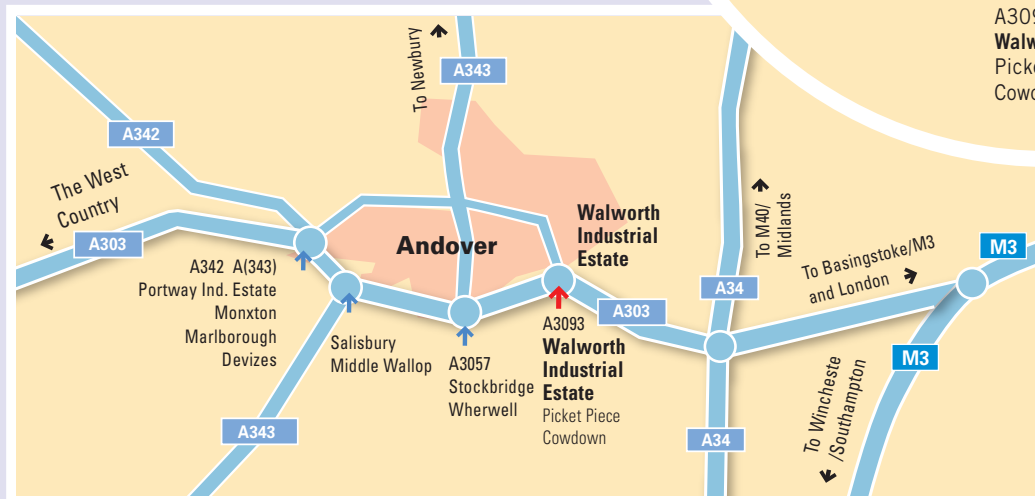 A309
Walw
Picke
Cowd
To Newbury
A343
A342
The West
Country
A303
Andover
Walworth
Industrial
Estate
To M40/
Midlands
A342 A(343)
Portway Ind. Estate
Monxton
Marlborough
Devizes
Salisbury
Middle Wallop
A3057
Stockbridge
Wherwell
A3093
Walworth
Industrial
Estate
Picket Piece
Cowdown
A303
A34
To Basingstoke/M3
and London
M3
M3
A343
A34
To Wincheste
/Southampton